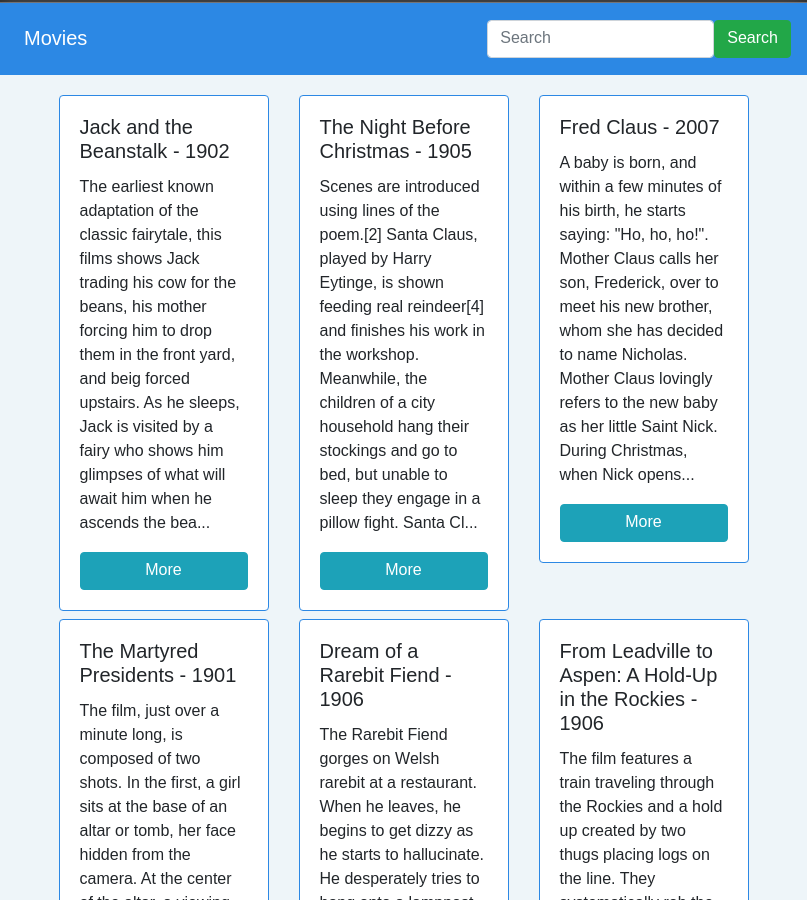 Movies
Search
Search
Jack and the
Beanstalk - 1902
The earliest known
adaptation of the
classic fairytale, this
films shows Jack
trading his cow for the
beans, his mother
forcing him to drop
them in the front yard,
and beig forced
upstairs. As he sleeps,
Jack is visited by a
fairy who shows him
glimpses of what will
await him when he
ascends the bea...
More
The Night Before
Christmas - 1905
Scenes are introduced
using lines of the
poem.[2] Santa Claus,
played by Harry
Eytinge, is shown
feeding real reindeer[4]
and finishes his work in
the workshop.
Meanwhile, the
children of a city
household hang their
stockings and go to
bed, but unable to
sleep they engage in a
pillow fight. Santa Cl...
More
Fred Claus - 2007
A baby is born, and
within a few minutes of
his birth, he starts
saying: "Ho, ho, ho!".
Mother Claus calls her
son, Frederick, over to
meet his new brother,
whom she has decided
to name Nicholas.
Mother Claus lovingly
refers to the new baby
as her little Saint Nick.
During Christmas,
when Nick opens...
More
The Martyred
Presidents - 1901
The film, just over a
minute long, is
composed of two
shots. In the first, a girl
sits at the base of an
altar or tomb, her face
hidden from the
camera. At the center
of the altar, a viewing
Dream of a
Rarebit Fiend -
1906
The Rarebit Fiend
gorges on Welsh
rarebit at a restaurant.
When he leaves, he
begins to get dizzy as
he starts to hallucinate.
He desperately tries to
hang onto a lamppost
From Leadville to
Aspen: A Hold-Up
in the Rockies -
1906
The film features a
train traveling through
the Rockies and a hold
up created by two
thugs placing logs on
the line. They
systematically rob the